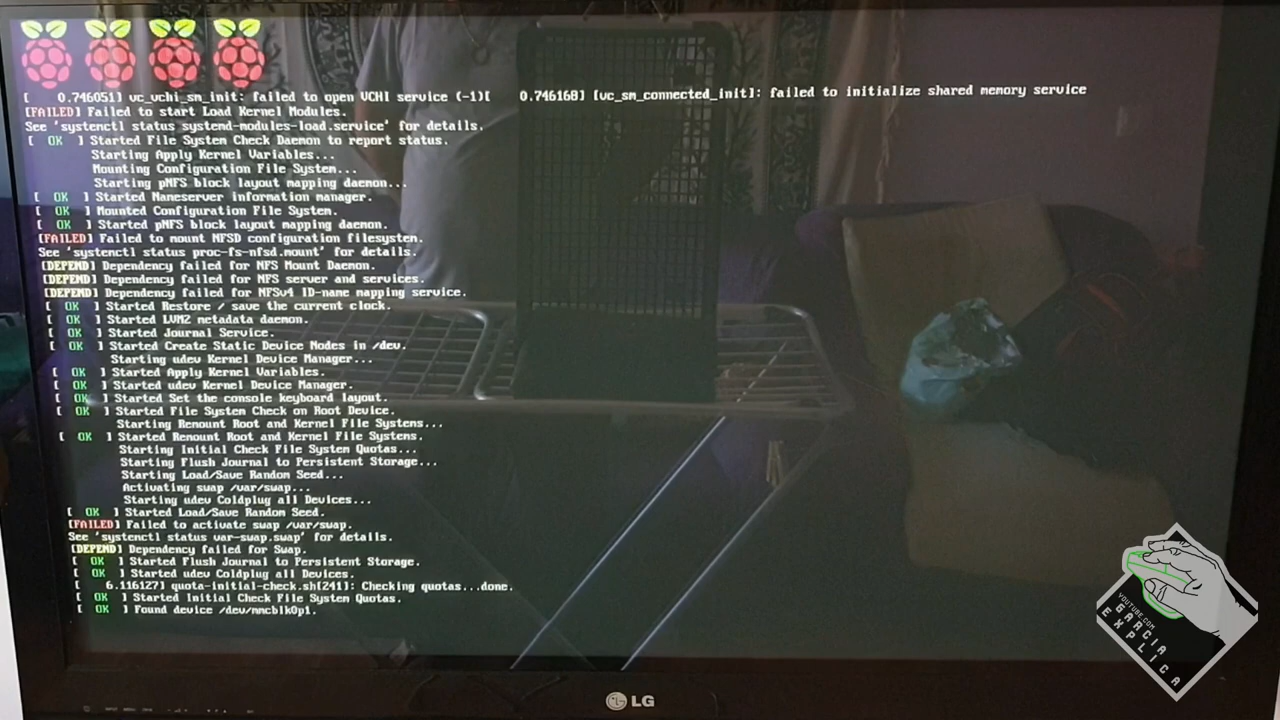 [    0.746051] vc_vchi_sm_init: failed to open VCHI service (-1)[    0.746168] [vc_sm_connected_init]: failed to initialize shared memory service
[FAILED] Failed to start Load Kernel Modules.
See 'systemctl status systemd-modules-load.service' for details.
[  OK  ] Started File System Check Daemon to report status.
Starting Apply Kernel Variables...
Mounting Configuration File System...
Starting pNFS block layout mapping daemon...
[  OK  ] Started Nameserver information manager.
[  OK  ] Mounted Configuration File System.
[  OK  ] Started pNFS block layout mapping daemon.
[FAILED] Failed to mount NFSD configuration filesystem.
See 'systemctl status proc-fs-nfsd.mount' for details.
[DEPEND] Dependency failed for NFS Mount Daemon.
[DEPEND] Dependency failed for NFS server and services.
[DEPEND] Dependency failed for NFSv4 ID-name mapping service.
[  OK  ] Started Restore / save the current clock.
[  OK  ] Started LVM2 metadata daemon.
[  OK  ] Started Journal Service.
[  OK  ] Started Create Static Device Nodes in /dev.
Starting udev Kernel Device Manager...
[  OK  ] Started Apply Kernel Variables.
[  OK  ] Started udev Kernel Device Manager.
[  OK  ] Started Set the console keyboard layout.
[  OK  ] Started File System Check on Root Device.
Starting Remount Root and Kernel File Systems...
[  OK  ] Started Remount Root and Kernel File Systems.
Starting Initial Check File System Quotas...
Starting Flush Journal to Persistent Storage...
Starting Load/Save Random Seed...
Activating swap /var/swap...
Starting udev Coldplug all Devices...
[  OK  ] Started Load/Save Random Seed.
[FAILED] Failed to activate swap /var/swap.
See 'systemctl status var-swap.swap' for details.
[DEPEND] Dependency failed for Swap.
[  OK  ] Started Flush Journal to Persistent Storage.
[  OK  ] Started udev Coldplug all Devices.
[    6.116127] quota-initial-check.sh[241]: Checking quotas...done.
[  OK  ] Started Initial Check File System Quotas.
[  OK  ] Found device /dev/mmcblk0p1.
LG
YOUTUBE.COM
GARCIA
EXPLICA